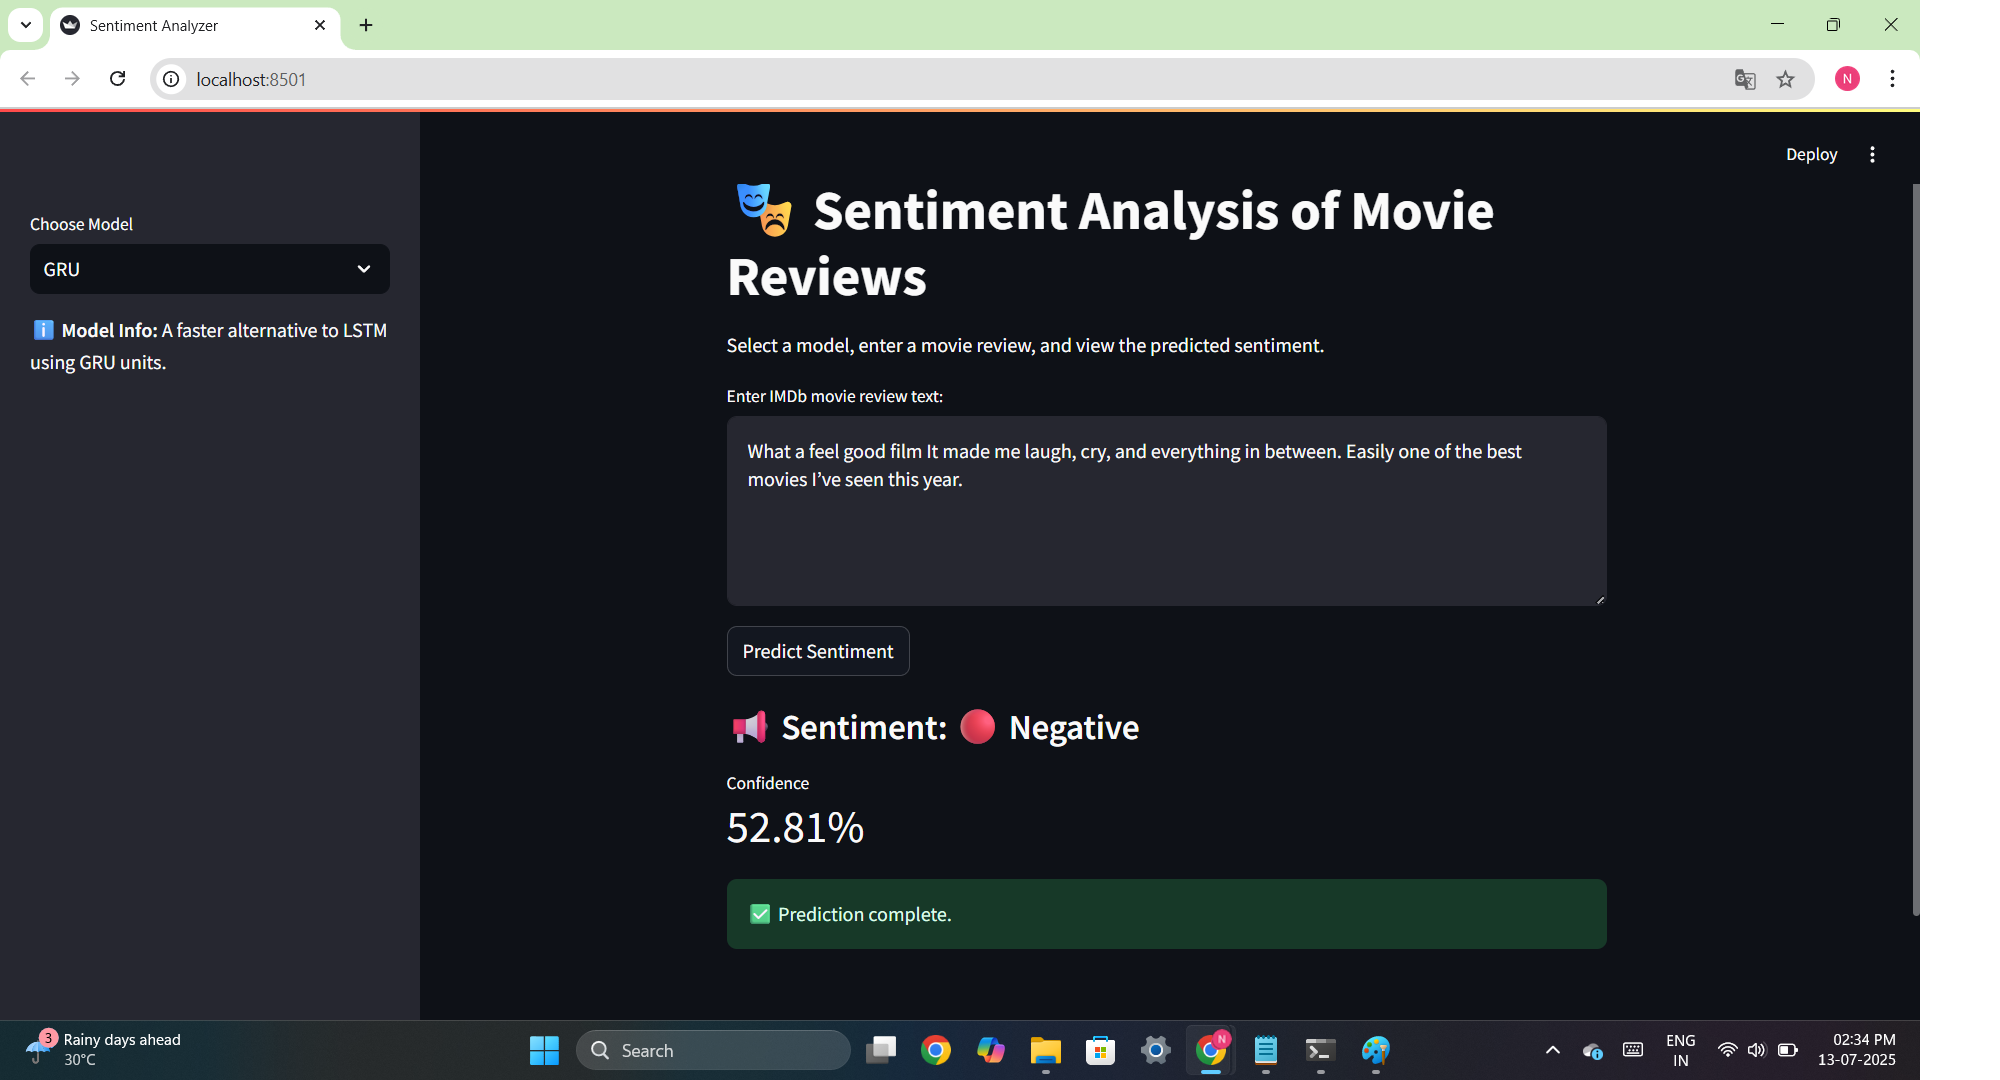 Sentiment Analyzer
localhost:8501
N
Deploy
Choose Model
GRU
Model Info: A faster alternative to LSTM
using GRU units.
Sentiment Analysis of Movie
Reviews
Select a model, enter a movie review, and view the predicted sentiment.
Enter IMDb movie review text:
What a feel good film It made me laugh, cry, and everything in between. Easily one of the best
movies I’ve seen this year.
Predict Sentiment
Sentiment: Negative
Confidence
52.81%
Prediction complete.
3
Rainy days ahead
30°C
Search
N
ENG
IN
02:34 PM
13-07-2025